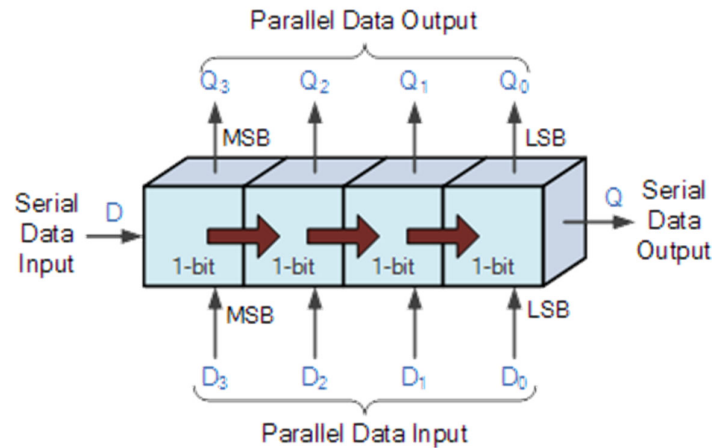 Parallel Data Output
Q₃ Q₂ Q₁ Q₀
MSB LSB
Serial Data Input
D
Q
Serial Data Output
1-bit 1-bit 1-bit 1-bit
MSB LSB
D₃ D₂ D₁ D₀
Parallel Data Input